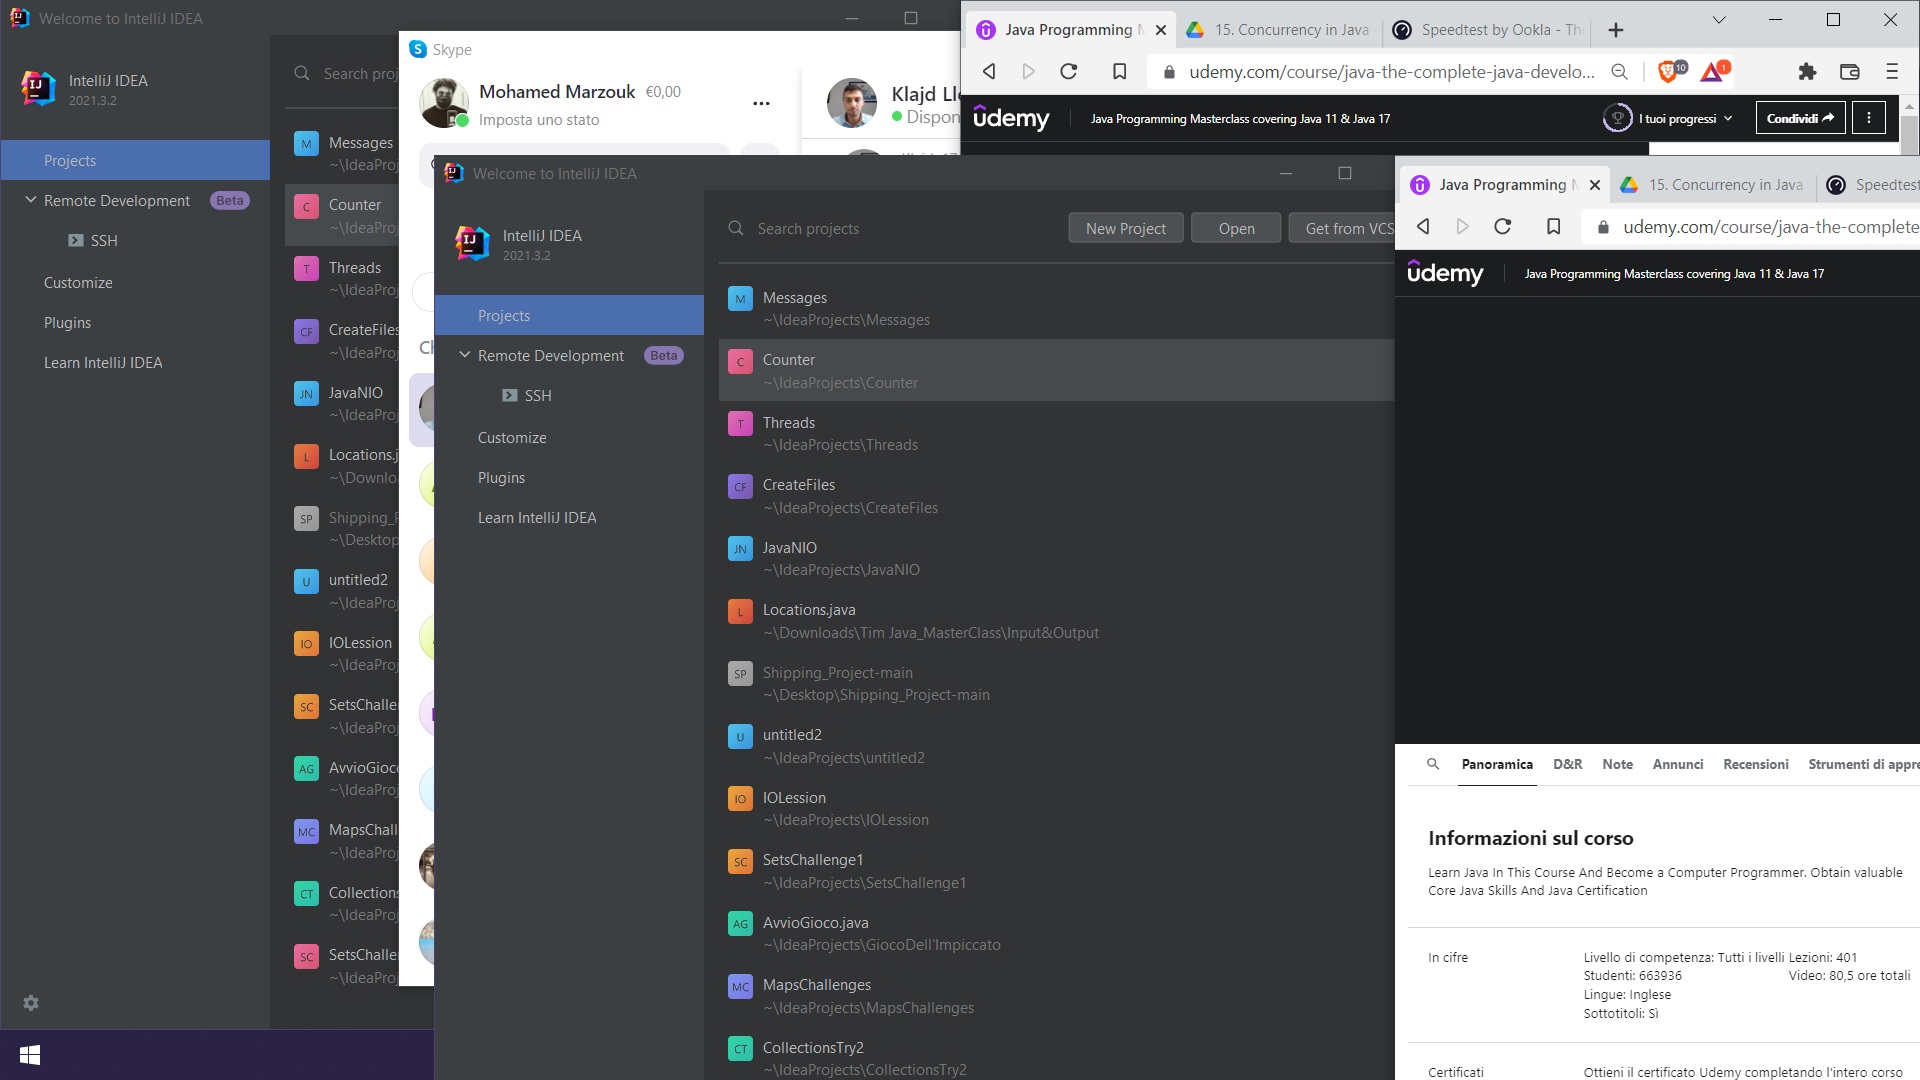 Welcome to IntelliJ IDEA
IntelliJ IDEA
2021.3.2
Search proj
Projects
Remote Development Beta
SSH
Customize
Plugins
Learn IntelliJ IDEA
M Messages
~\IdeaProj
C Counter
~\IdeaProj
T Threads
~\IdeaProj
CF CreateFiles
~\IdeaProj
JN JavaNIO
~\IdeaProj
L Locations.j
~\Downloa
SP Shipping_P
~\Desktop
U untitled2
~\IdeaProj
IO IOLession
~\IdeaProj
SC SetsChalle
~\IdeaProj
AG AvvioGioco
~\IdeaProj
MC MapsChall
~\IdeaProj
CT Collections
~\IdeaProj
SC SetsChalle
~\IdeaProj
Skype
Mohamed Marzouk €0,00
Imposta uno stato
Klajd Ll
Dispon
Java Programming M
15. Concurrency in Java
Speedtest by Ookla - Th
udemy.com/course/java-the-complete-java-develo...
10
1
udemy
Java Programming Masterclass covering Java 11 & Java 17
I tuoi progressi
Condividi
Welcome to IntelliJ IDEA
IntelliJ IDEA
2021.3.2
Search projects
New Project
Open
Get from VCS
Projects
Remote Development Beta
SSH
Customize
Plugins
Learn IntelliJ IDEA
M Messages
~\IdeaProjects\Messages
C Counter
~\IdeaProjects\Counter
T Threads
~\IdeaProjects\Threads
CF CreateFiles
~\IdeaProjects\CreateFiles
JN JavaNIO
~\IdeaProjects\JavaNIO
L Locations.java
~\Downloads\Tim Java_MasterClass\Input&Output
SP Shipping_Project-main
~\Desktop\Shipping_Project-main
U untitled2
~\IdeaProjects\untitled2
IO IOLession
~\IdeaProjects\IOLession
SC SetsChallenge1
~\IdeaProjects\SetsChallenge1
AG AvvioGioco.java
~\IdeaProjects\GiocoDell'Impiccato
MC MapsChallenges
~\IdeaProjects\MapsChallenges
CT CollectionsTry2
~\IdeaProjects\CollectionsTry2
Java Programming M
15. Concurrency in Java
Speedtest
udemy.com/course/java-the-complete
udemy
Java Programming Masterclass covering Java 11 & Java 17
Panoramica D&R Note Annunci Recensioni Strumenti di appre
Informazioni sul corso
Learn Java In This Course And Become a Computer Programmer. Obtain valuable
Core Java Skills And Java Certification
In cifre
Livello di competenza: Tutti i livelli
Studenti: 663936
Lingue: Inglese
Sottotitoli: Sì
Lezioni: 401
Video: 80,5 ore totali
Certificati
Ottieni il certificato Udemy completando l'intero corso